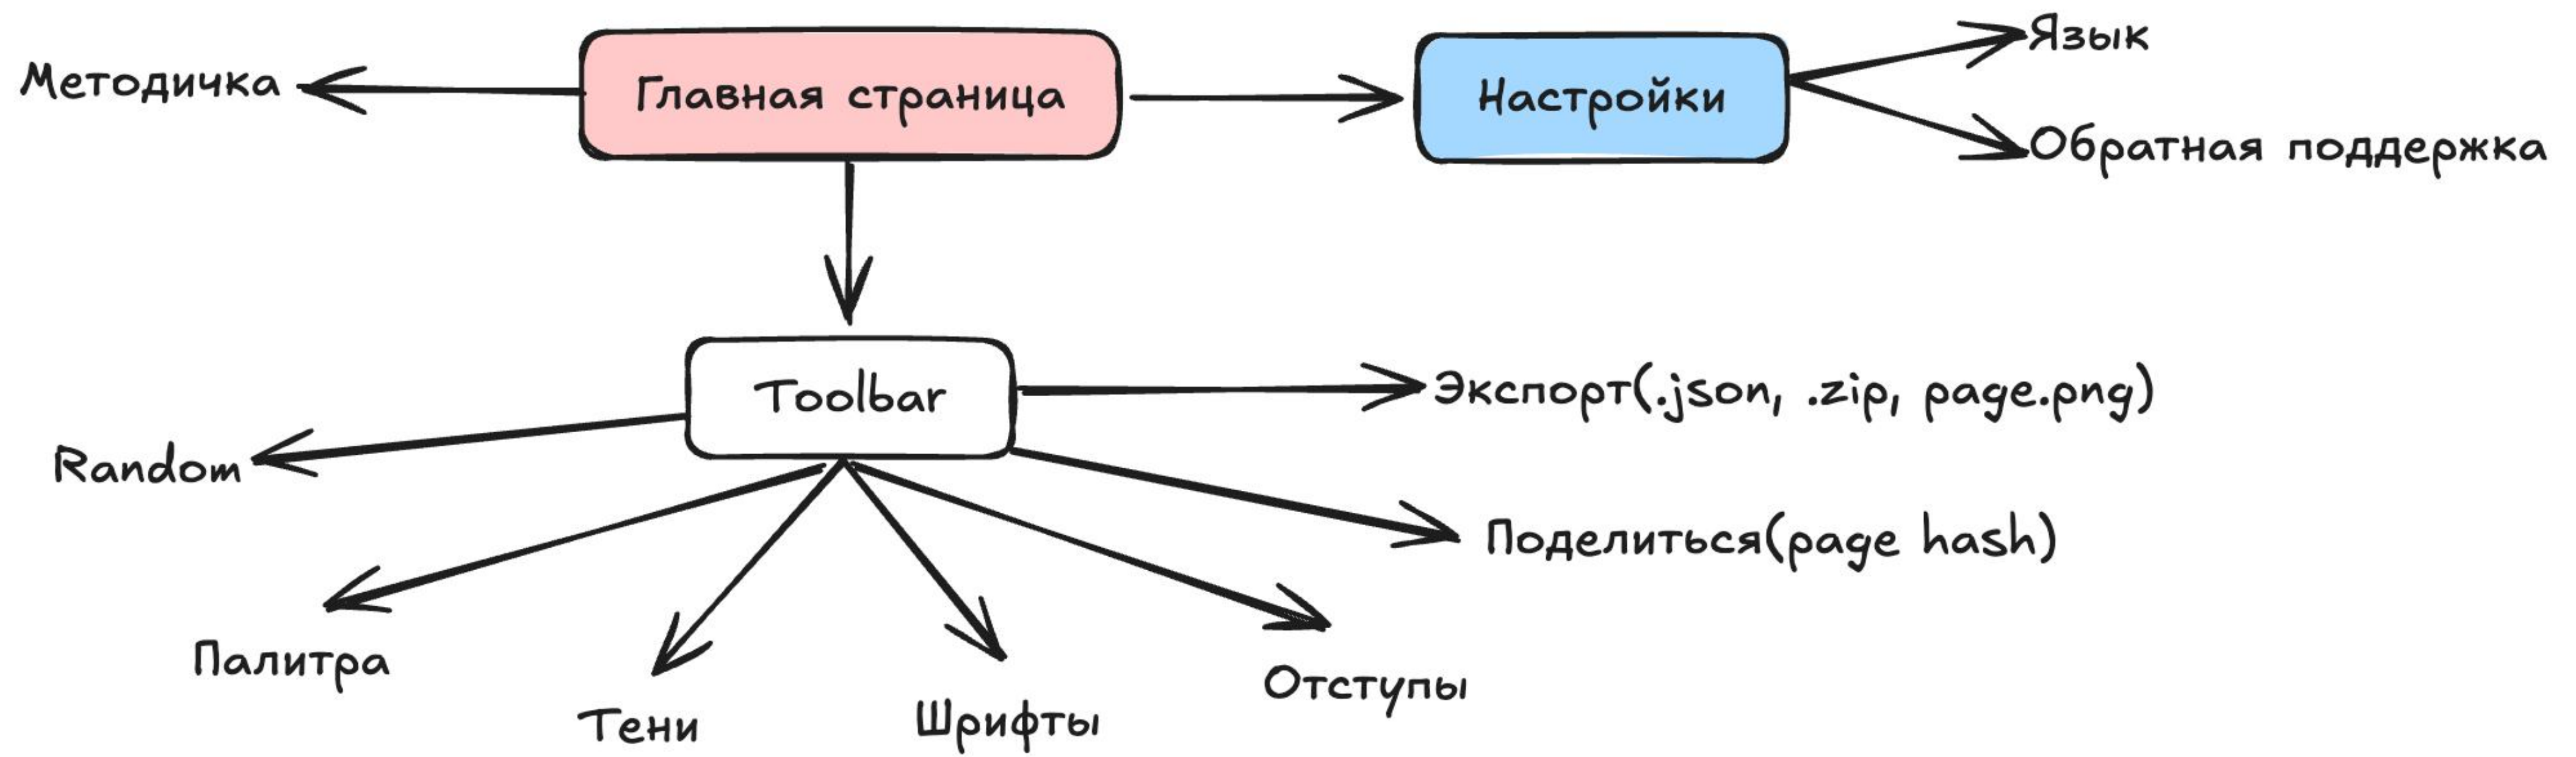 Методичка
Главная страница
Настройки
Язык
Обратная поддержка
Toolbar
Экспорт(.json, .zip, page.png)
Random
Поделиться(page hash)
Палитра
Тени
Шрифты
Отступы